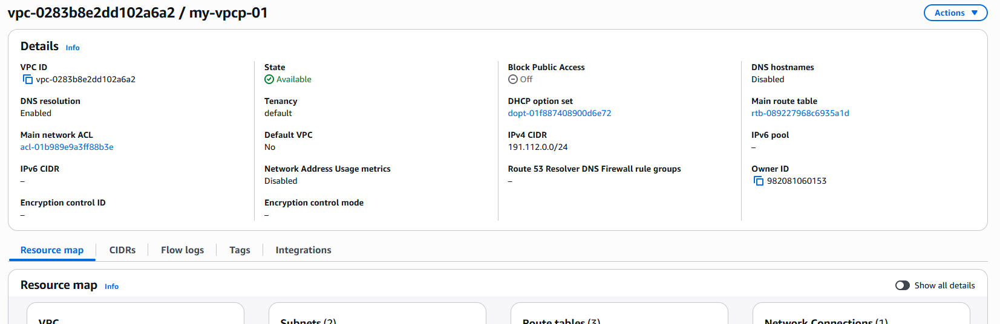 vpc-0283b8e2dd102a6a2 / my-vpcp-01
Actions
Details Info
VPC ID
vpc-0283b8e2dd102a6a2
State
Available
Block Public Access
Off
DNS hostnames
Disabled
DNS resolution
Enabled
Tenancy
default
DHCP option set
dopt-01f887408900d6e72
Main route table
rtb-089227968c6935a1d
Main network ACL
acl-01b989e9a3ff88b3e
Default VPC
No
IPv4 CIDR
191.112.0.0/24
IPv6 pool
–
IPv6 CIDR
–
Network Address Usage metrics
Disabled
Route 53 Resolver DNS Firewall rule groups
–
Owner ID
982081060153
Encryption control ID
–
Encryption control mode
–
Resource map CIDRs Flow logs Tags Integrations
Resource map Info
Show all details
VPC
Subnets (2)
Route tables (3)
Network Connections (1)